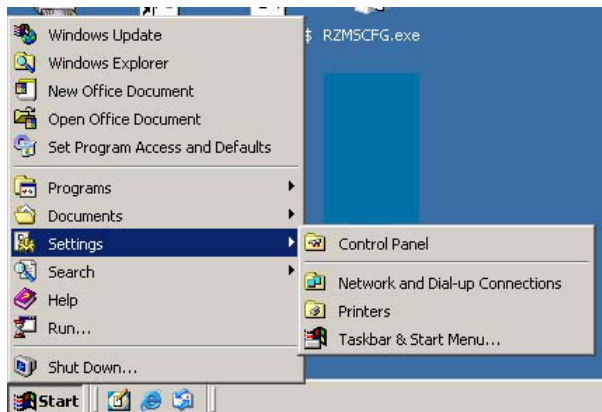 $ RZMSCFG.exe
Windows Update
Windows Explorer
New Office Document
Open Office Document
Set Program Access and Defaults
Programs
Documents
Settings
Search
Help
Run...
Shut Down...
Control Panel
Network and Dial-up Connections
Printers
Taskbar & Start Menu...
Start